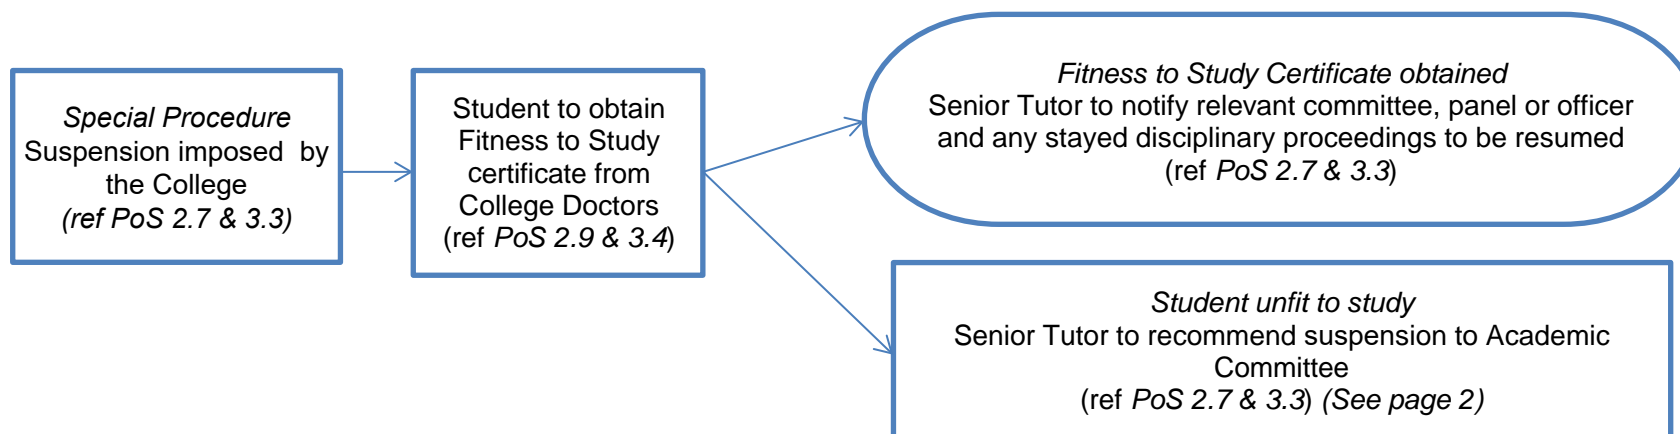 Special Procedure
Suspension imposed  by
the College
(ref PoS 2.7 & 3.3)
Student to obtain
Fitness to Study
certificate from
College Doctors
(ref PoS 2.9 & 3.4)
Fitness to Study Certificate obtained
Senior Tutor to notify relevant committee, panel or officer
and any stayed disciplinary proceedings to be resumed
(ref PoS 2.7 & 3.3)
Student unfit to study
Senior Tutor to recommend suspension to Academic
Committee
(ref PoS 2.7 & 3.3) (See page 2)